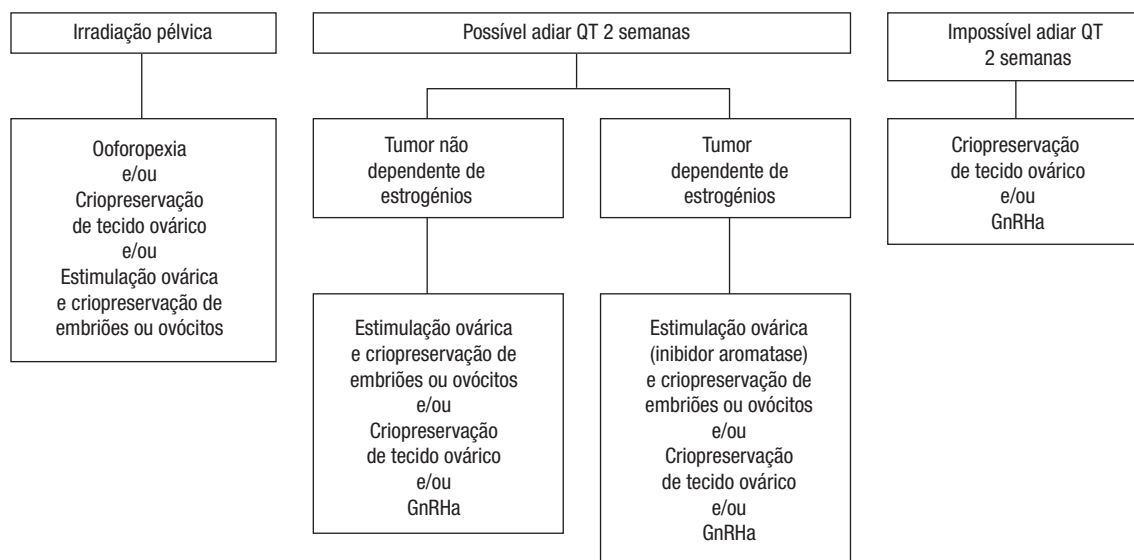 Irradiação pélvica
Possível adiar QT 2 semanas
Impossível adiar QT
2 semanas
Ooforopexia
e/ou
Criopreservação
de tecido ovárico
e/ou
Estimulação ovárica
e criopreservação de
embriões ou ovócitos
Tumor não
dependente de
estrogénios
Tumor
dependente de
estrogénios
Criopreservação
de tecido ovárico
e/ou
GnRHa
Estimulação ovárica
e criopreservação de
embriões ou ovócitos
e/ou
Criopreservação
de tecido ovárico
e/ou
GnRHa
Estimulação ovárica
(inibidor aromatase)
e criopreservação de
embriões ou ovócitos
e/ou
Criopreservação
de tecido ovárico
e/ou
GnRHa